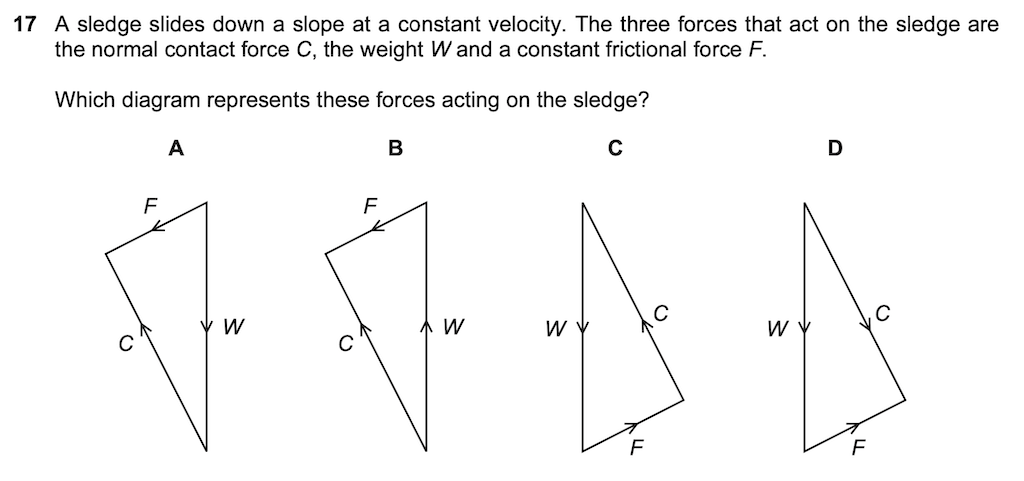 17 A sledge slides down a slope at a constant velocity. The three forces that act on the sledge are
the normal contact force C, the weight W and a constant frictional force F.
Which diagram represents these forces acting on the sledge?
A B C D
F F
C W C W W C W C
F F